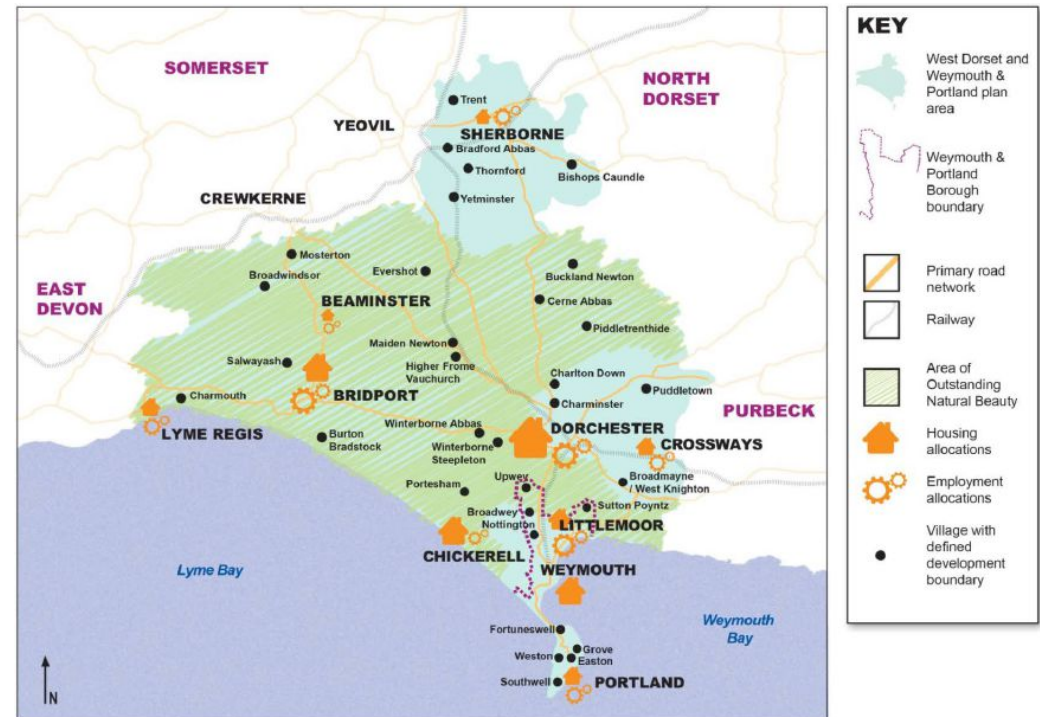 SOMERSET
NORTH
DORSET
Trent
YEOVIL
SHERBORNE
Bradford Abbas
Thornford
Bishops Caundle
Yetminster
CREWKERNE
Mosterton
Broadwindsor
Evershot
Buckland Newton
EAST
DEVON
BEAMINSTER
Cerne Abbas
Piddletrenthide
Maiden Newton
Higher Frome
Vauchurch
Salwayash
Charlton Down
Puddletown
Charmouth
BRIDPORT
Charminster
PURBECK
LYME REGIS
Burton
Bradstock
Winterborne Abbas
Winterborne
Steepleton
DORCHESTER
CROSSWAYS
Upwey
Broadmayne
/ West Knighton
Portesham
Sutton Poyntz
Broadwey
Nottington
LITTLEMOOR
CHICKERELL
WEYMOUTH
Lyme Bay
Weymouth
Bay
Fortuneswell
Grove
Weston
Easton
Southwell
PORTLAND
N
KEY
West Dorset and
Weymouth &
Portland plan
area
Weymouth &
Portland
Borough
boundary
Primary road
network
Railway
Area of
Outstanding
Natural Beauty
Housing
allocations
Employment
allocations
Village with
defined
development
boundary